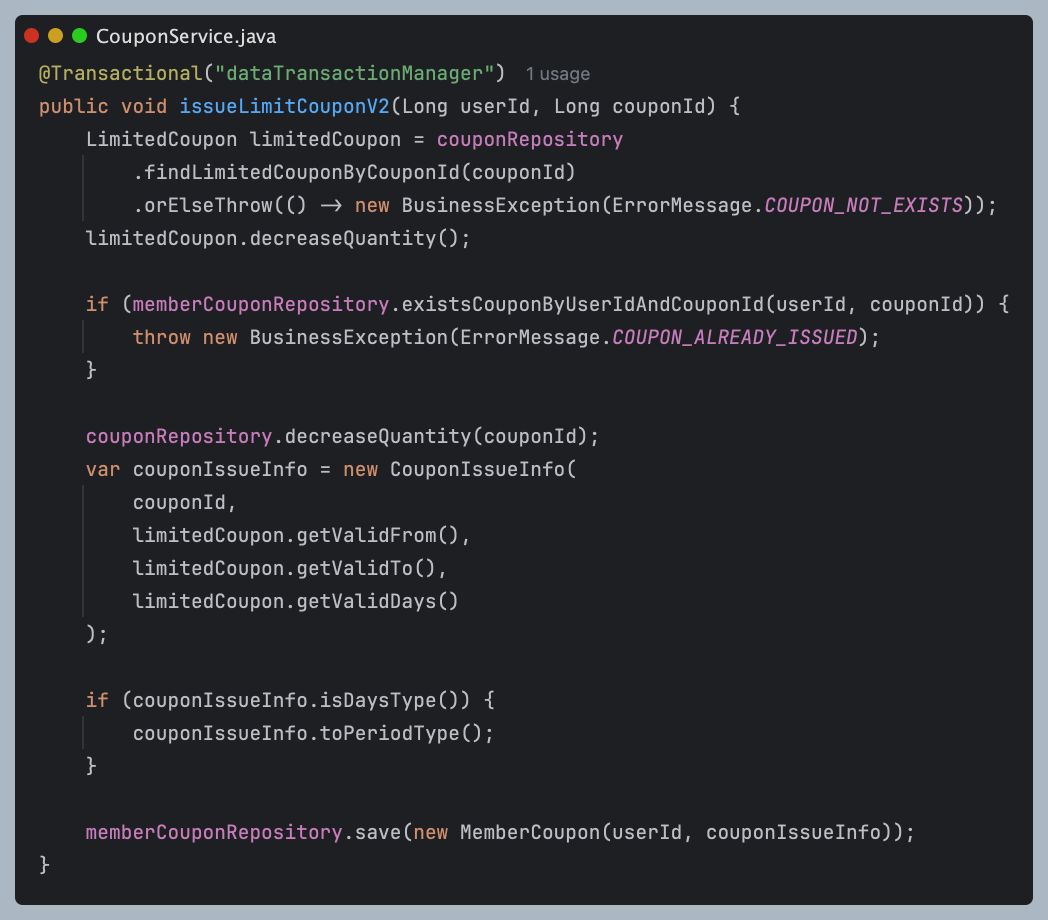 CouponService.java
@Transactional("dataTransactionManager") 1 usage
public void issueLimitCouponV2(Long userId, Long couponId) {
    LimitedCoupon limitedCoupon = couponRepository
        .findLimitedCouponByCouponId(couponId)
        .orElseThrow(() -> new BusinessException(ErrorMessage.COUPON_NOT_EXISTS));
    limitedCoupon.decreaseQuantity();

    if (memberCouponRepository.existsCouponByUserIdAndCouponId(userId, couponId)) {
        throw new BusinessException(ErrorMessage.COUPON_ALREADY_ISSUED);
    }

    couponRepository.decreaseQuantity(couponId);
    var couponIssueInfo = new CouponIssueInfo(
        couponId,
        limitedCoupon.getValidFrom(),
        limitedCoupon.getValidTo(),
        limitedCoupon.getValidDays()
    );

    if (couponIssueInfo.isDaysType()) {
        couponIssueInfo.toPeriodType();
    }

    memberCouponRepository.save(new MemberCoupon(userId, couponIssueInfo));
}